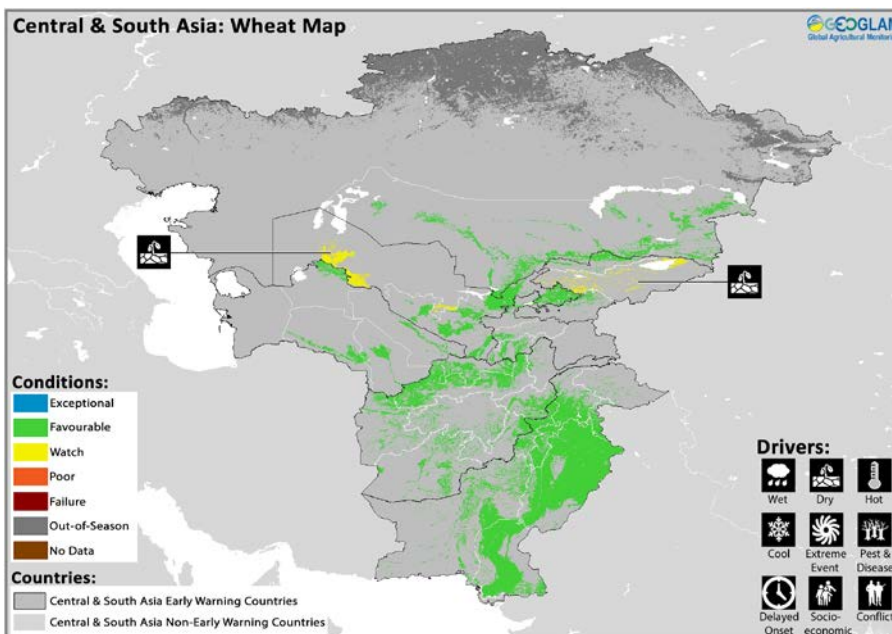 Central & South Asia: Wheat Map
GEOGLAM
Global Agricultural Monitori
Conditions:
Exceptional
Favourable
Watch
Poor
Failure
Out-of-Season
No Data
Countries:
Central & South Asia Early Warning Countries
Central & South Asia Non-Early Warning Countries
Drivers:
Wet
Dry
Hot
Cool
Extreme
Event
Pest &
Disease
Delayed
Onset
Socio-
economic
Conflict